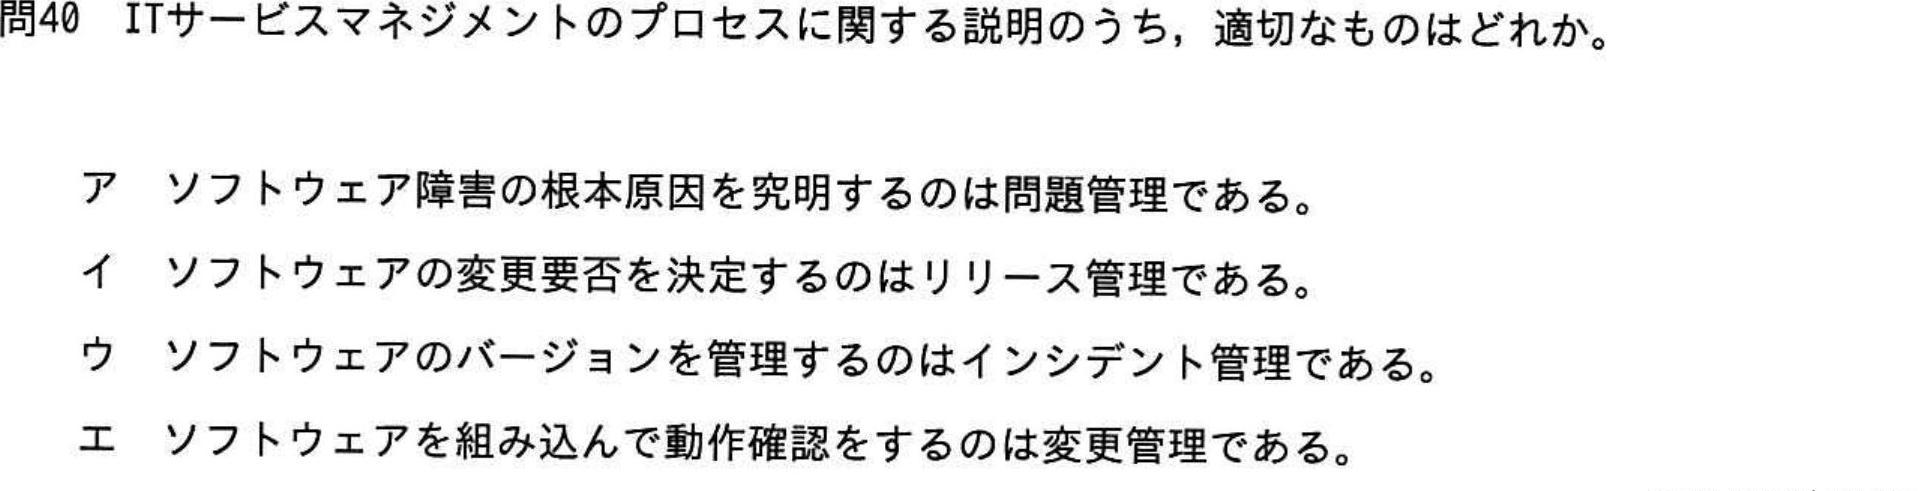 問40 ITサービスマネジメントのプロセスに関する説明のうち，適切なものはどれか。
ア ソフトウェア障害の根本原因を究明するのは問題管理である。
イ ソフトウェアの変更要否を決定するのはリリース管理である。
ウ ソフトウェアのバージョンを管理するのはインシデント管理である。
エ ソフトウェアを組み込んで動作確認をするのは変更管理である。